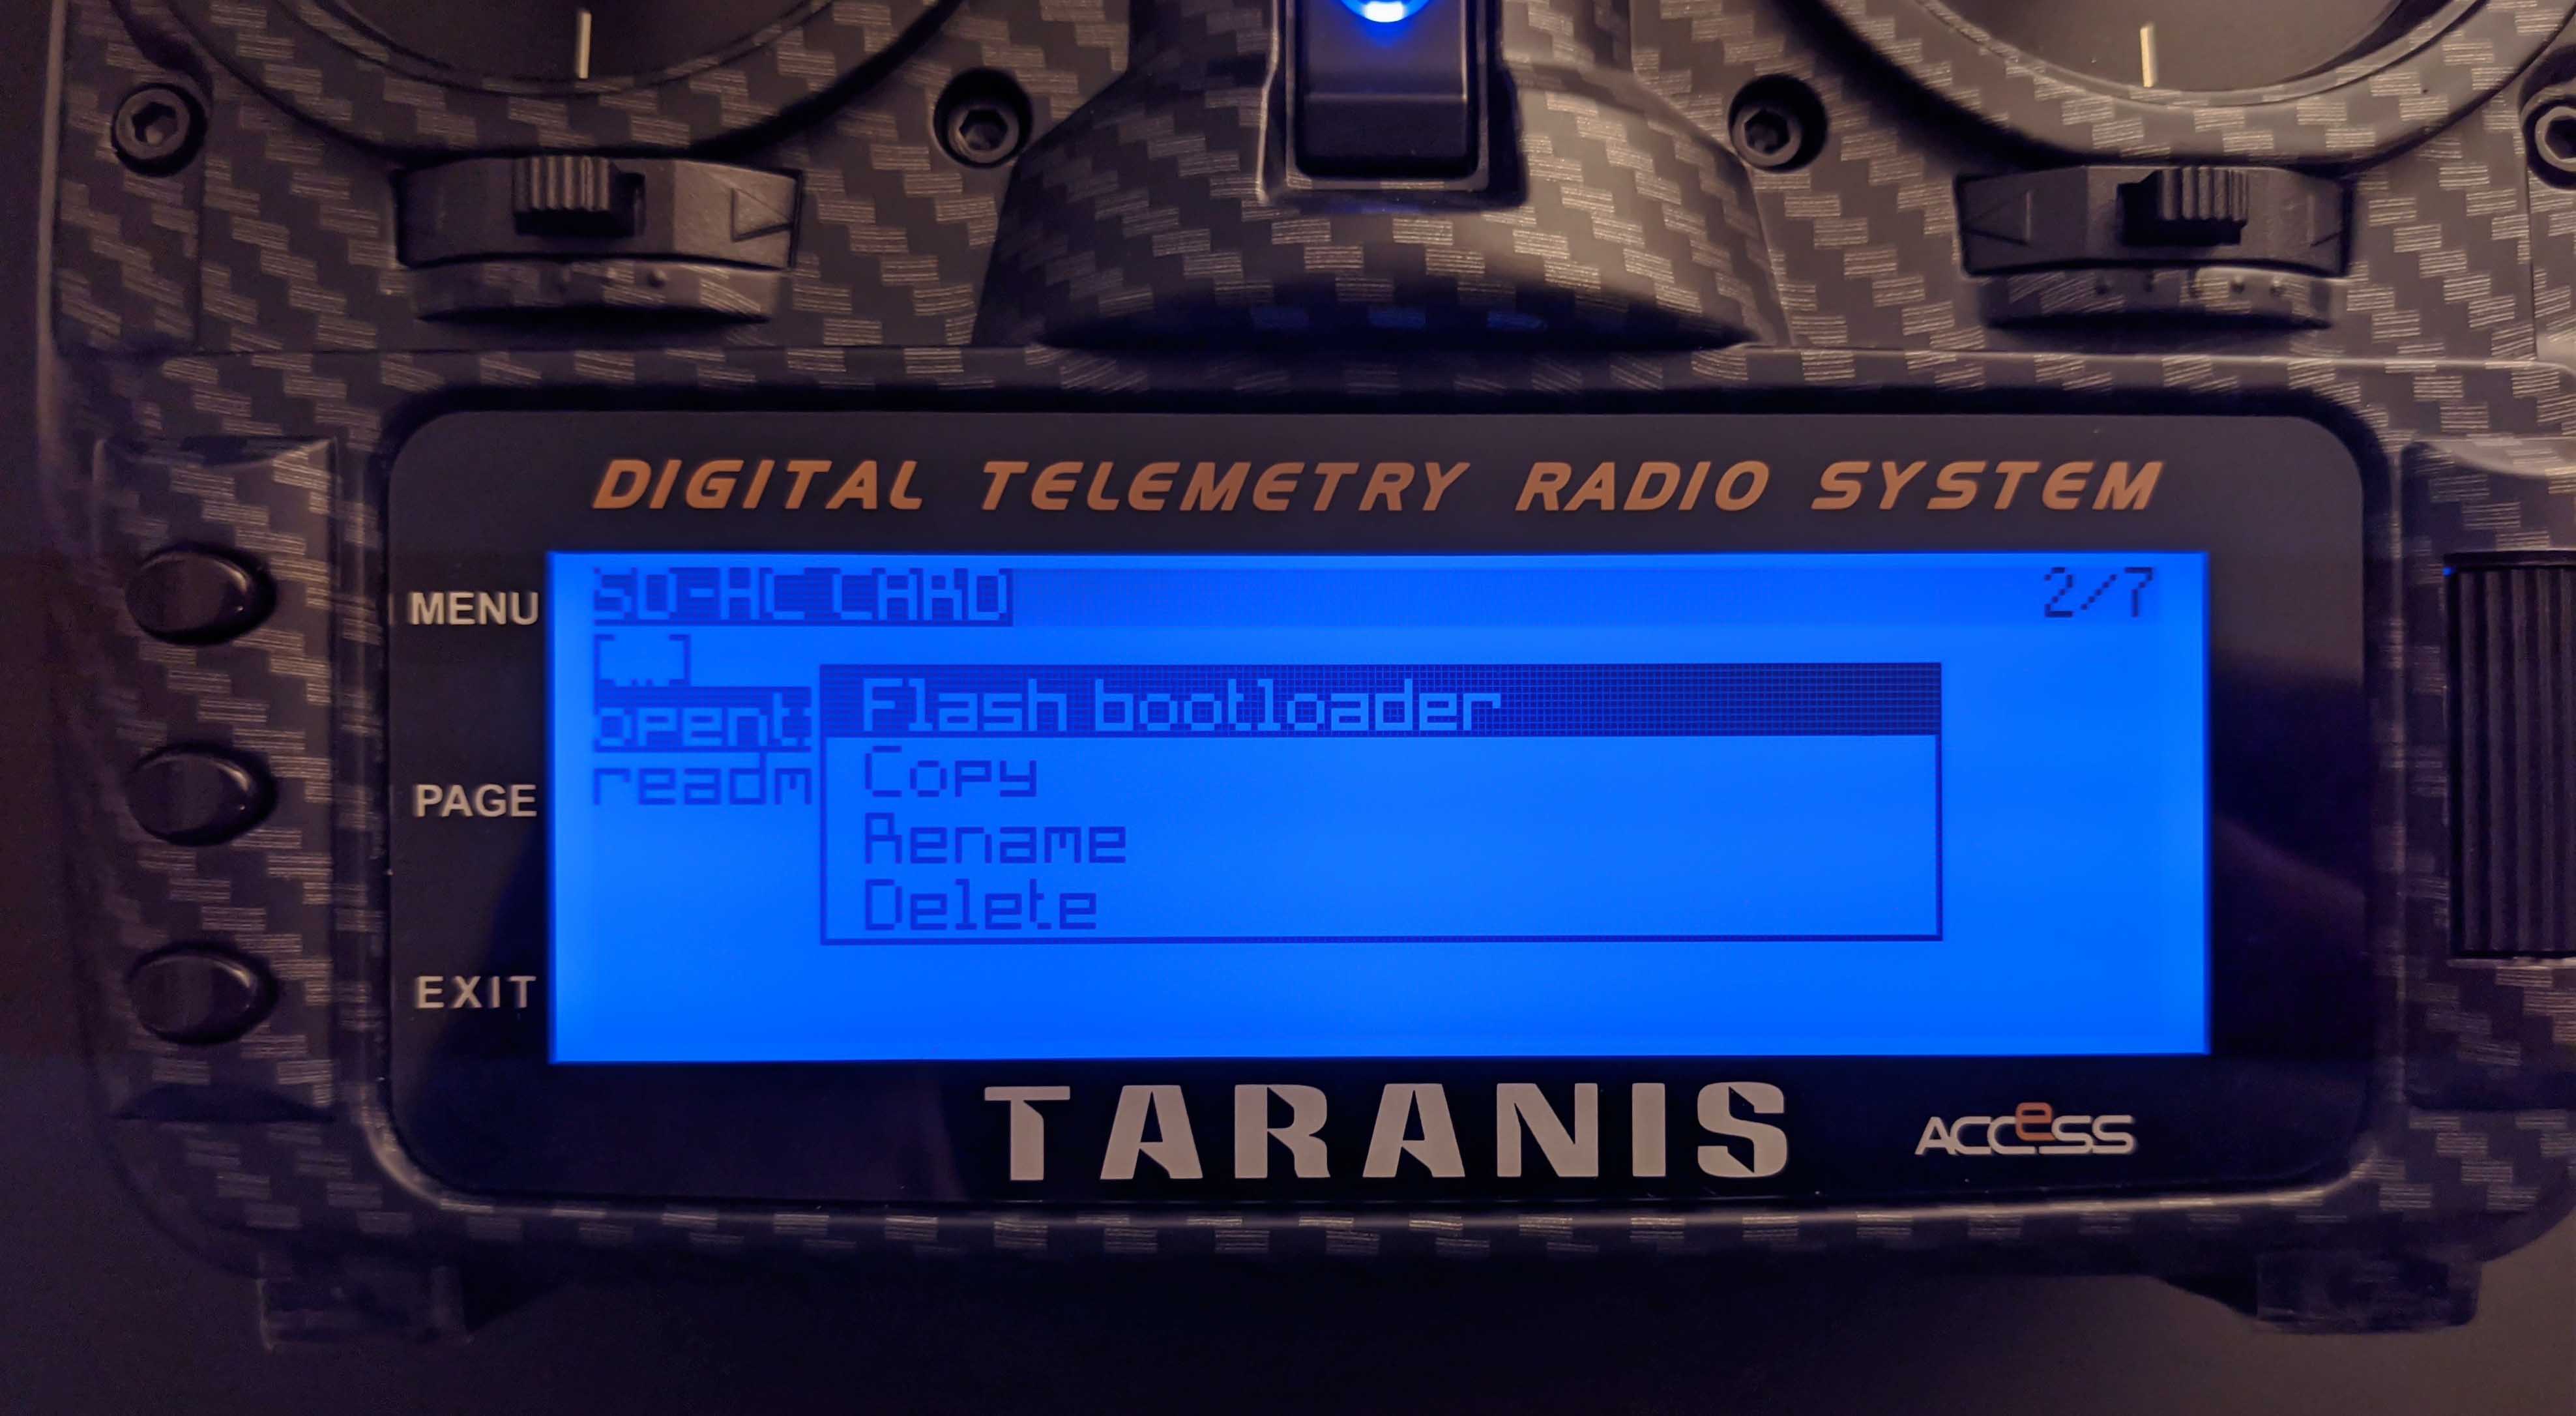 DIGITAL TELEMETRY RADIO SYSTEM
SD-HC CARD 2/7
[..]
opent
readm
Flash bootloader
Copy
Rename
Delete
MENU
PAGE
EXIT
TARANIS
ACCeSS